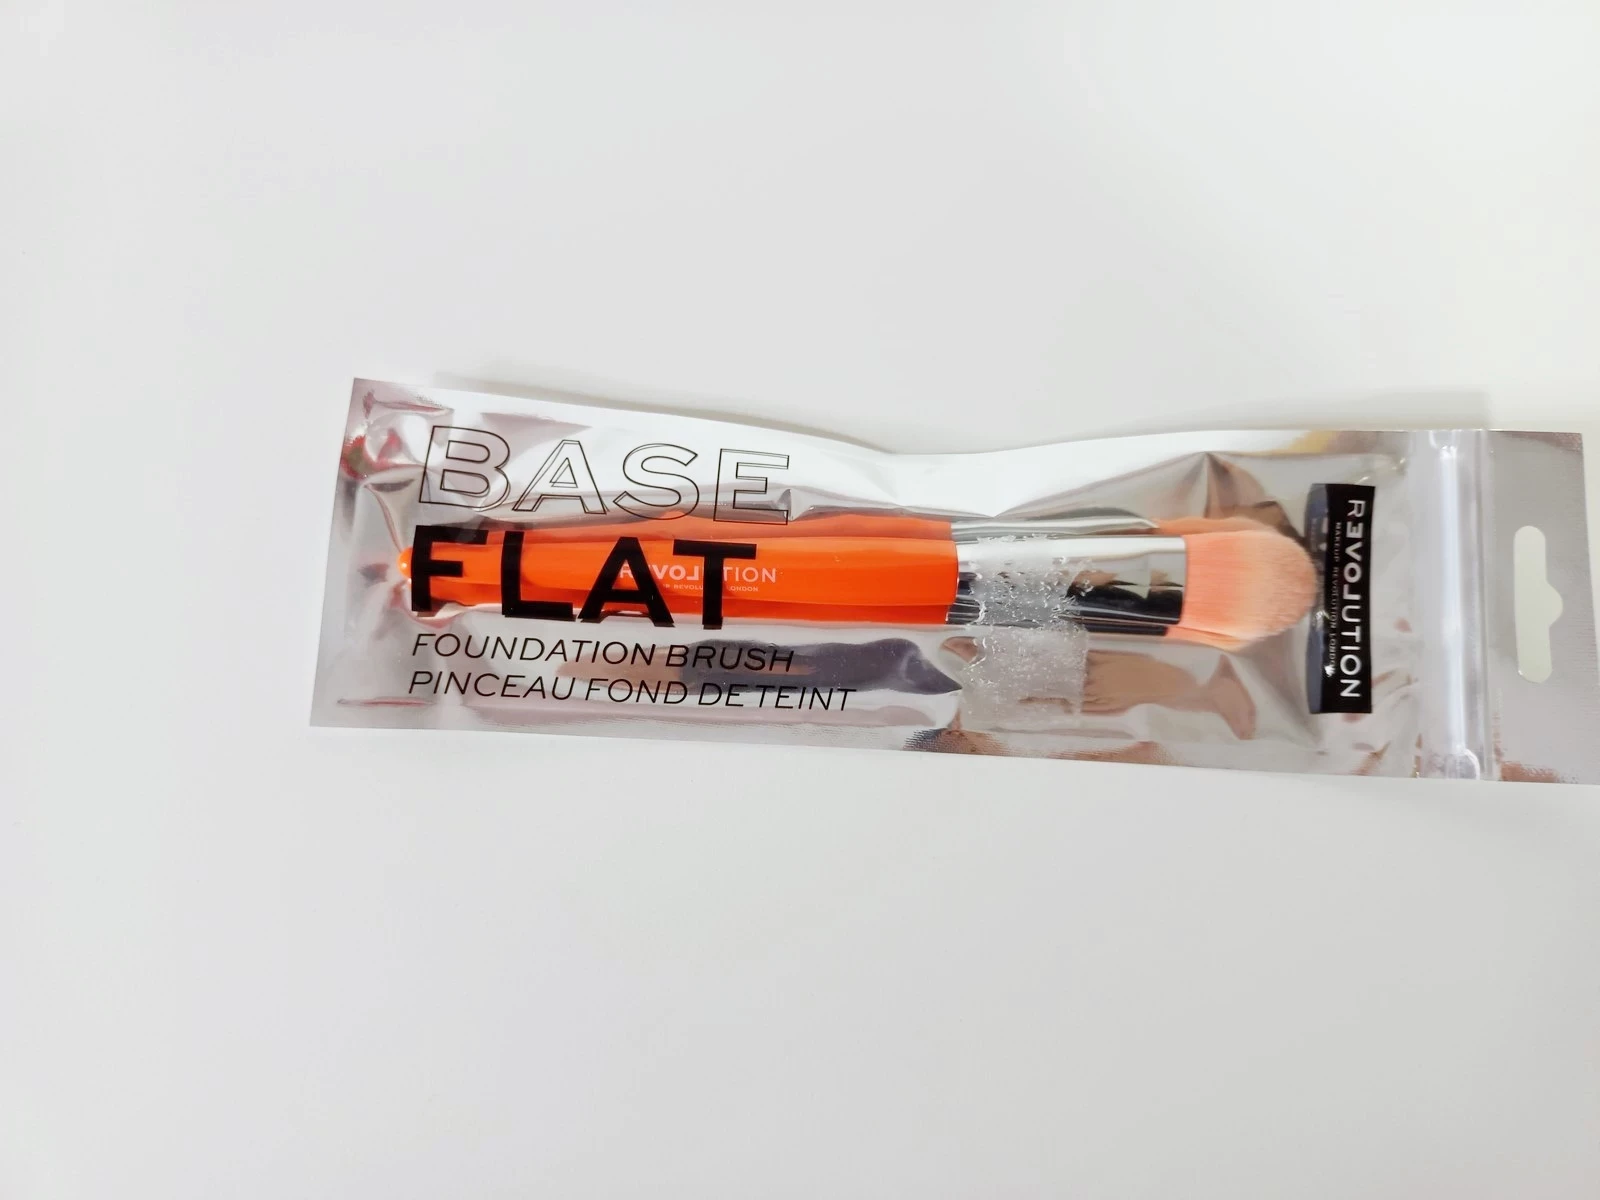 BASE
FLAT
FOUNDATION BRUSH
PINCEAU FOND DE TEINT
REVOLUTION
REVOLUTION
MAKEUP REVOLUTION LONDON